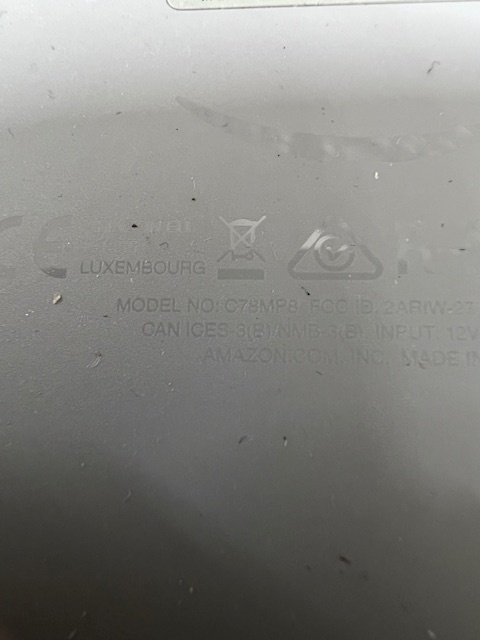 CE
LUXEMBOURG
MODEL NO: C78MP8 FCC ID: 2ARIW-27
CAN ICES-3(B)/NMB-3(B) INPUT: 12V
AMAZON.COM, INC. MADE IN